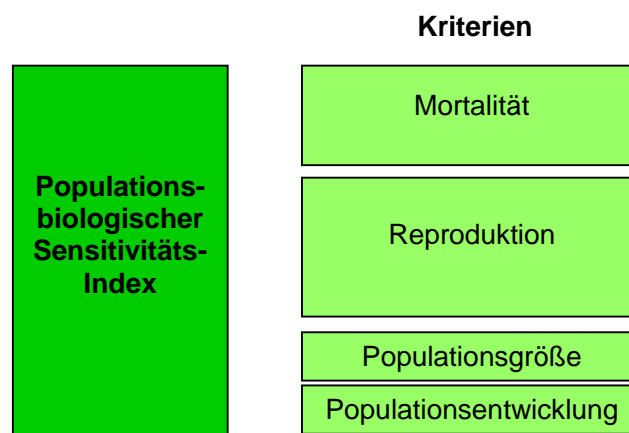 Kriterien
Populations-
biologischer
Sensitivitäts-
Index
Mortalität
Reproduktion
Populationsgröße
Populationsentwicklung